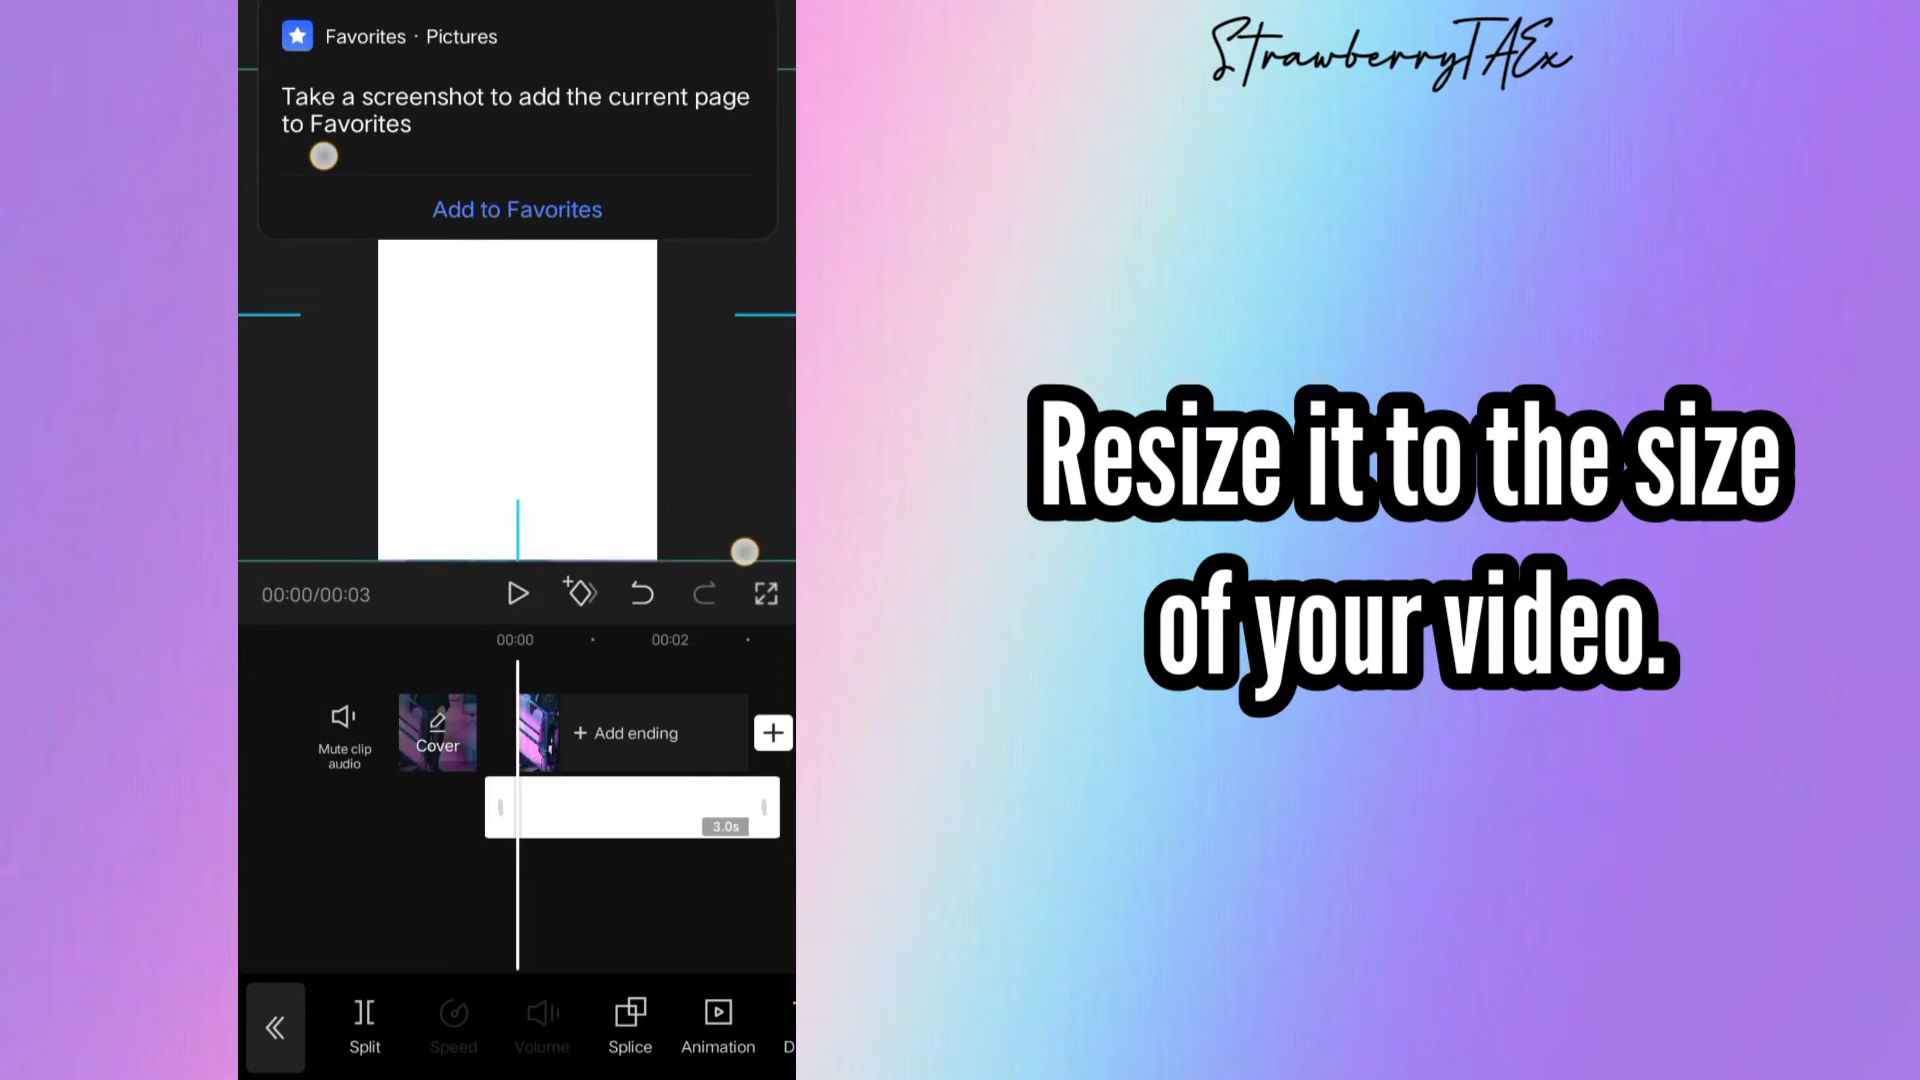 Favorites · Pictures
Take a screenshot to add the current page
to Favorites
Add to Favorites
00:00/00:03
00:00
00:02
Mute clip
audio
Cover
+ Add ending
3.0s
Split
Speed
Volume
Splice
Animation
StrawberryTAEx
Resize it to the size
of your video.